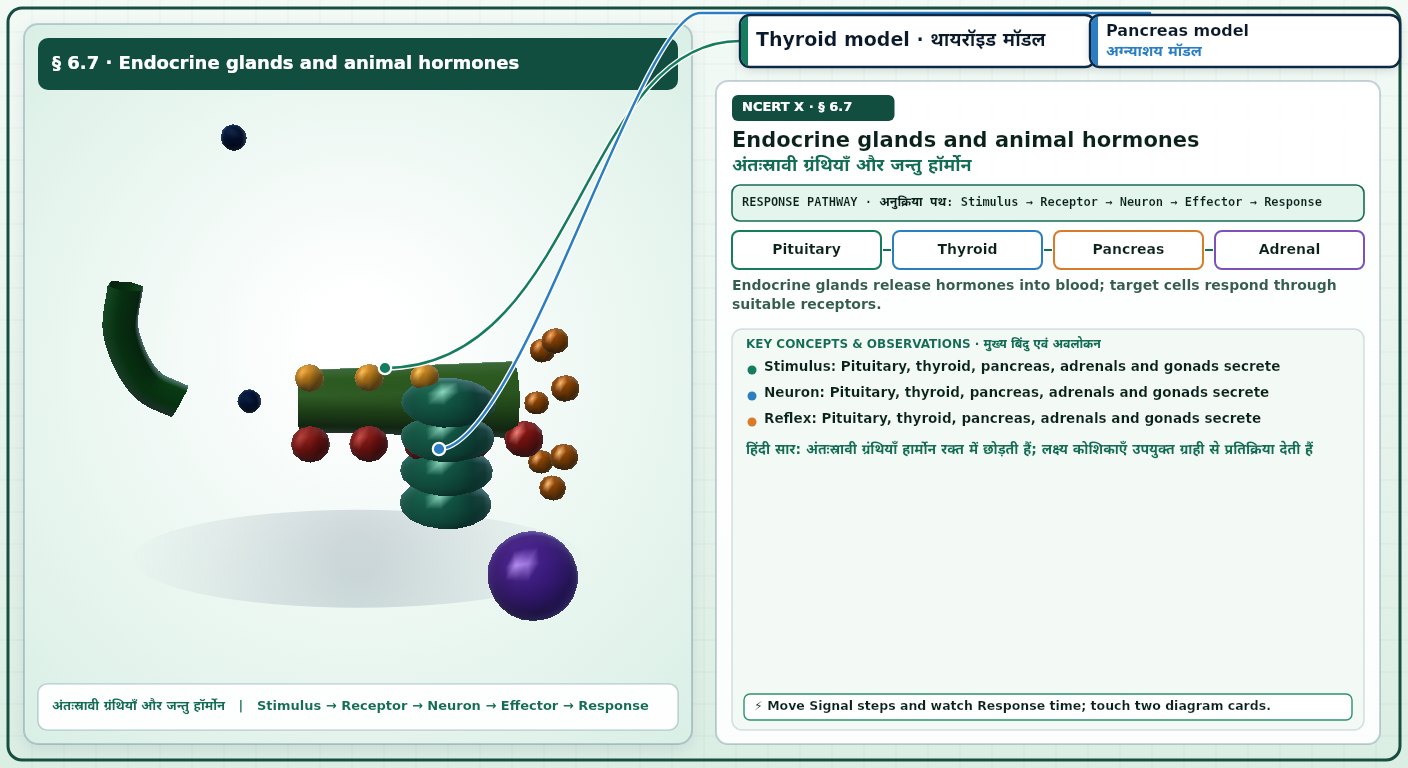 § 6.7 · Endocrine glands and animal hormones
Thyroid model · थायरॉइड मॉडल
Pancreas model
अग्न्याशय मॉडल
NCERT X · § 6.7
Endocrine glands and animal hormones
अंतःस्रावी ग्रंथियाँ और जन्तु हॉर्मोन
RESPONSE PATHWAY · अनुक्रिया पथ: Stimulus → Receptor → Neuron → Effector → Response
Pituitary
Thyroid
Pancreas
Adrenal
Endocrine glands release hormones into blood; target cells respond through
suitable receptors.
KEY CONCEPTS & OBSERVATIONS · मुख्य बिंदु एवं अवलोकन
Stimulus: Pituitary, thyroid, pancreas, adrenals and gonads secrete
Neuron: Pituitary, thyroid, pancreas, adrenals and gonads secrete
Reflex: Pituitary, thyroid, pancreas, adrenals and gonads secrete
हिंदी सार: अंतःस्रावी ग्रंथियाँ हार्मोन रक्त में छोड़ती हैं; लक्ष्य कोशिकाएँ उपयुक्त ग्राही से प्रतिक्रिया देती हैं
⚡ Move Signal steps and watch Response time; touch two diagram cards.
अंतःस्रावी ग्रंथियाँ और जन्तु हॉर्मोन | Stimulus → Receptor → Neuron → Effector → Response